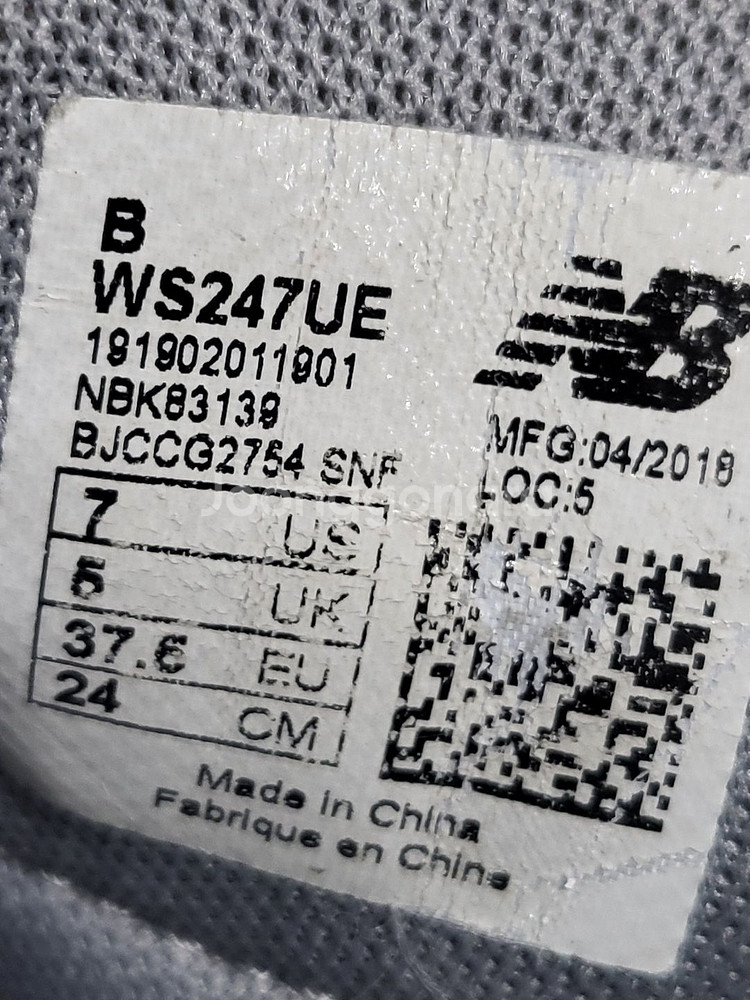 B
WS247UE
191902011901
NBK83139
BJCCG2754 SNF
7 US
5 UK
37.5 EU
24 CM
NB
MFG:04/2018
LOC:5
Made in China
Fabrique en Chine